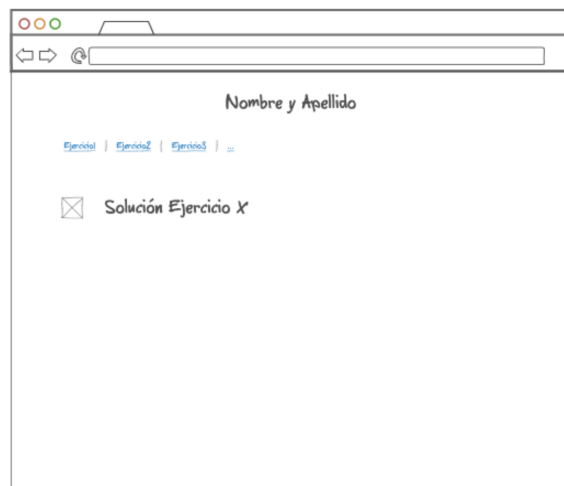 Nombre y Apellido
Ejercicio1 | Ejercicio2 | Ejercicio3 | ...
Solución Ejercicio X